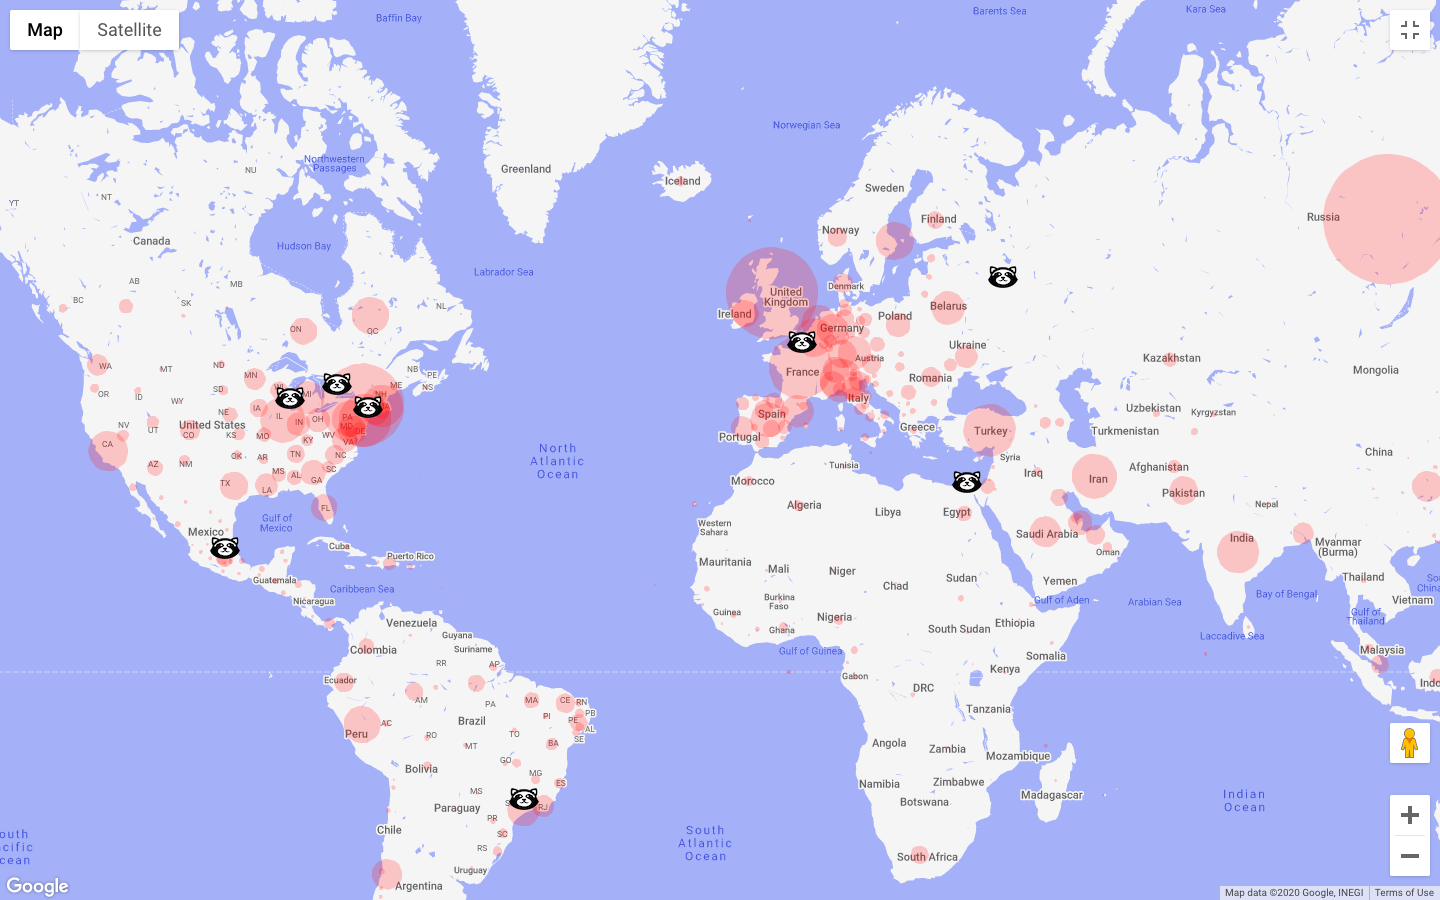 Map
Satellite
Baffin Bay
Barents Sea
Kara Sea
Norwegian Sea
Northwestern
Passages
NU
Greenland
Iceland
Sweden
NT
YT
Russia
Finland
Norway
Canada
Hudson Bay
Labrador Sea
AB
MB
BC
SK
NL
ON
QC
United
Kingdom
Denmark
Ireland
Belarus
Poland
Germany
Ukraine
Austria
Kazakhstan
Mongolia
France
Romania
WA
MT
ND
MN
WI
MI
ME
NB
PE
NS
NH
OR
ID
WY
SD
IA
NE
IL
IN
OH
PA
MD
DE
NV
UT
CO
United States
KS
MO
KY
WV
VA
CA
AZ
NM
OK
AR
TN
NC
SC
MS
AL
GA
TX
LA
FL
Italy
Spain
Portugal
Greece
Turkey
Uzbekistan
Kyrgyzstan
Turkmenistan
Syria
Iraq
Iran
Afghanistan
Pakistan
China
Nepal
North
Atlantic
Ocean
Tunisia
Morocco
Algeria
Libya
Egypt
Western
Sahara
Saudi Arabia
Oman
India
Myanmar
(Burma)
Gulf of
Mexico
Mexico
Cuba
Puerto Rico
Guatemala
Caribbean Sea
Nicaragua
Mauritania
Mali
Niger
Chad
Sudan
Yemen
Gulf of Aden
Arabian Sea
Bay of Bengal
Thailand
Vietnam
Sou
China
Gulf of
Thailand
Burkina
Faso
Guinea
Ghana
Nigeria
Gulf of Guinea
South Sudan
Ethiopia
Somalia
Laccadive Sea
Malaysia
Venezuela
Guyana
Suriname
Colombia
RR
AP
Ecuador
AM
PA
MA
CE
RN
PB
PI
PE
AL
SE
Brazil
AC
Peru
RO
TO
BA
MT
GO
Bolivia
MG
MS
ES
RJ
Paraguay
PR
SC
Chile
RS
Uruguay
Argentina
Gabon
Kenya
DRC
Tanzania
Indo
Angola
Zambia
Mozambique
Namibia
Zimbabwe
Botswana
Madagascar
South Africa
South
Atlantic
Ocean
Indian
Ocean
outh
acific
cean
Google
Map data ©2020 Google, INEGI
Terms of Use